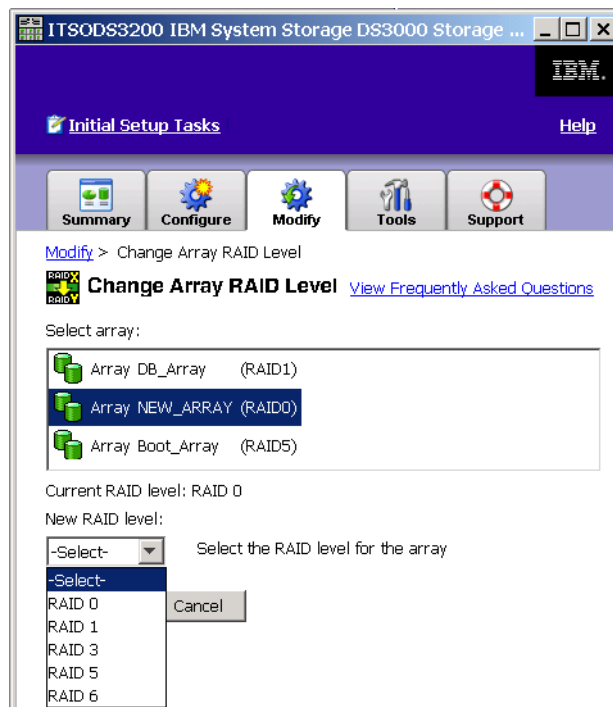 ITSODS3200 IBM System Storage DS3000 Storage ...
IBM.
Initial Setup Tasks Help
Summary Configure Modify Tools Support
Modify > Change Array RAID Level
RAID X
RAID Y
Change Array RAID Level View Frequently Asked Questions
Select array:
Array DB_Array (RAID1)
Array NEW_ARRAY (RAID0)
Array Boot_Array (RAID5)
Current RAID level: RAID 0
New RAID level:
-Select- Select the RAID level for the array
-Select-
RAID 0
Cancel
RAID 1
RAID 3
RAID 5
RAID 6